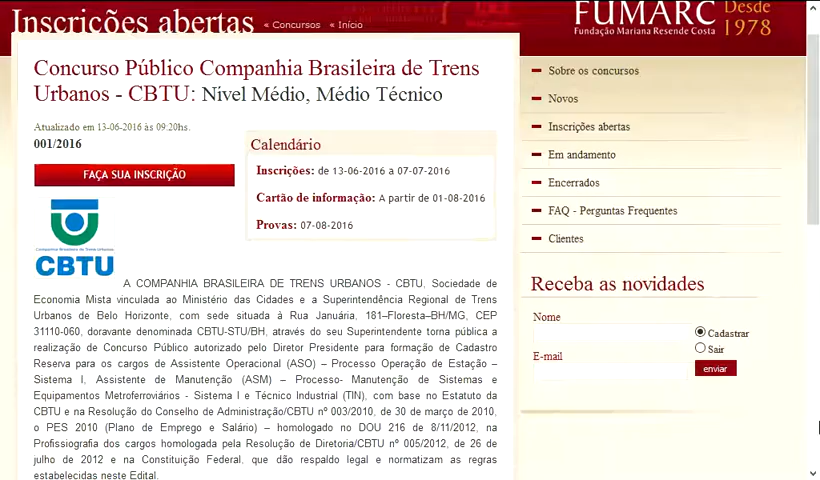 Inscrições abertas « Concursos « Início
FUMARC Desde 1978
Fundação Mariana Resende Costa
Concurso Público Companhia Brasileira de Trens
Urbanos - CBTU: Nível Médio, Médio Técnico
Atualizado em 13-06-2016 às 09:20hs.
001/2016
FAÇA SUA INSCRIÇÃO
Calendário
Inscrições: de 13-06-2016 a 07-07-2016
Cartão de informação: A partir de 01-08-2016
Provas: 07-08-2016
Companhia Brasileira de Trens Urbanos
CBTU
A COMPANHIA BRASILEIRA DE TRENS URBANOS - CBTU, Sociedade de
Economia Mista vinculada ao Ministério das Cidades e a Superintendência Regional de Trens
Urbanos de Belo Horizonte, com sede situada à Rua Januária, 181–Floresta–BH/MG, CEP
31110-060, doravante denominada CBTU-STU/BH, através do seu Superintendente torna pública a
realização de Concurso Público autorizado pelo Diretor Presidente para formação de Cadastro
Reserva para os cargos de Assistente Operacional (ASO) – Processo Operação de Estação –
Sistema I, Assistente de Manutenção (ASM) – Processo- Manutenção de Sistemas e
Equipamentos Metroferroviários - Sistema I e Técnico Industrial (TIN), com base no Estatuto da
CBTU e na Resolução do Conselho de Administração/CBTU nº 003/2010, de 30 de março de 2010,
o PES 2010 (Plano de Emprego e Salário) – homologado no DOU 216 de 8/11/2012, na
Profissiografia dos cargos homologada pela Resolução de Diretoria/CBTU nº 005/2012, de 26 de
julho de 2012 e na Constituição Federal, que dão respaldo legal e normatizam as regras
estabelecidas neste Edital.
Sobre os concursos
Novos
Inscrições abertas
Em andamento
Encerrados
FAQ - Perguntas Frequentes
Clientes
Receba as novidades
Nome
Cadastrar
Sair
E-mail
enviar